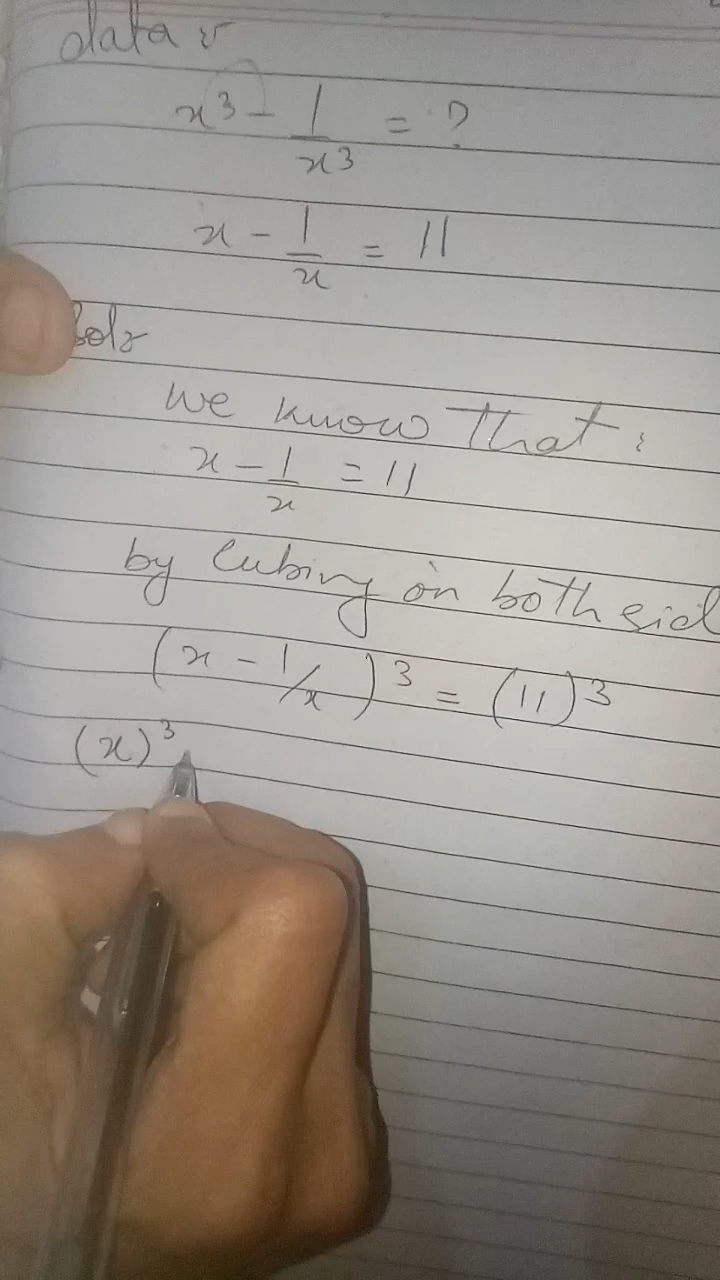 data :
x³ - 1/x³ = ?
x - 1/x = 11
Sol:
we know that :
x - 1/x = 11
by cubing on both sid
(x - 1/x)³ = (11)³
(x)³